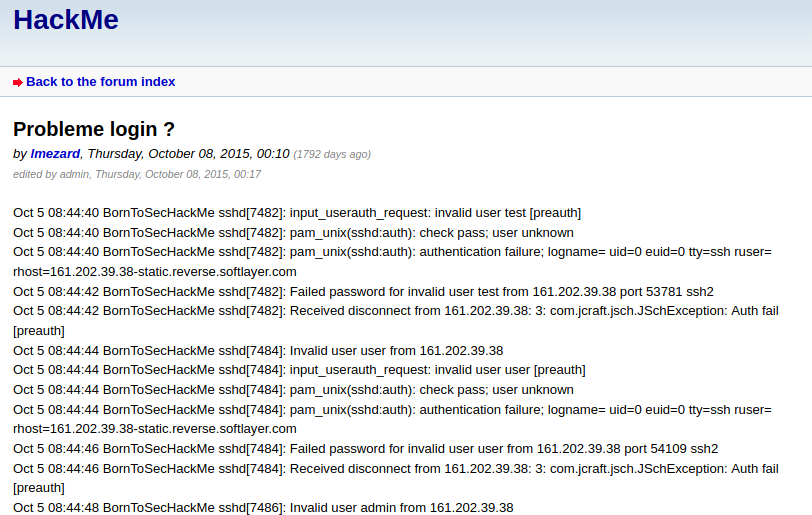 HackMe
Back to the forum index
Probleme login ?
by lmezard, Thursday, October 08, 2015, 00:10 (1792 days ago)
edited by admin, Thursday, October 08, 2015, 00:17
Oct 5 08:44:40 BornToSecHackMe sshd[7482]: input_userauth_request: invalid user test [preauth]
Oct 5 08:44:40 BornToSecHackMe sshd[7482]: pam_unix(sshd:auth): check pass; user unknown
Oct 5 08:44:40 BornToSecHackMe sshd[7482]: pam_unix(sshd:auth): authentication failure; logname= uid=0 euid=0 tty=ssh ruser=
rhost=161.202.39.38-static.reverse.softlayer.com
Oct 5 08:44:42 BornToSecHackMe sshd[7482]: Failed password for invalid user test from 161.202.39.38 port 53781 ssh2
Oct 5 08:44:42 BornToSecHackMe sshd[7482]: Received disconnect from 161.202.39.38: 3: com.jcraft.jsch.JSchException: Auth fail
[preauth]
Oct 5 08:44:44 BornToSecHackMe sshd[7484]: Invalid user user from 161.202.39.38
Oct 5 08:44:44 BornToSecHackMe sshd[7484]: input_userauth_request: invalid user user [preauth]
Oct 5 08:44:44 BornToSecHackMe sshd[7484]: pam_unix(sshd:auth): check pass; user unknown
Oct 5 08:44:44 BornToSecHackMe sshd[7484]: pam_unix(sshd:auth): authentication failure; logname= uid=0 euid=0 tty=ssh ruser=
rhost=161.202.39.38-static.reverse.softlayer.com
Oct 5 08:44:46 BornToSecHackMe sshd[7484]: Failed password for invalid user user from 161.202.39.38 port 54109 ssh2
Oct 5 08:44:46 BornToSecHackMe sshd[7484]: Received disconnect from 161.202.39.38: 3: com.jcraft.jsch.JSchException: Auth fail
[preauth]
Oct 5 08:44:48 BornToSecHackMe sshd[7486]: Invalid user admin from 161.202.39.38